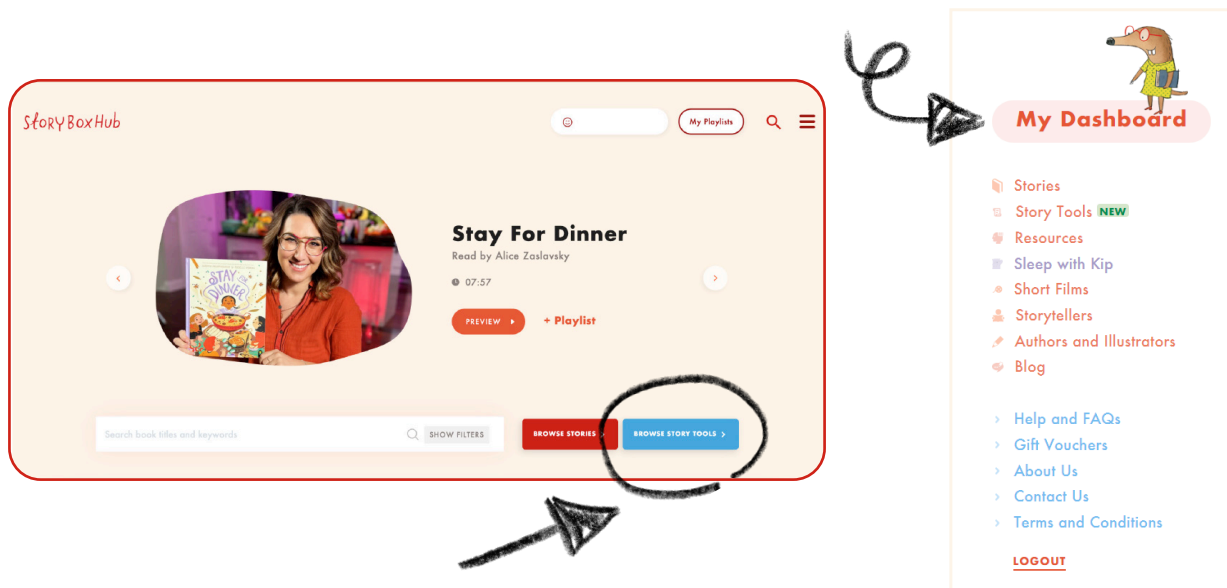 StoryBoxHub
My Playlists
STAY FOR DINNER
Stay For Dinner
Read by Alice Zaslavsky
07:57
PREVIEW
+ Playlist
Search book titles and keywords
SHOW FILTERS
BROWSE STORIES >
BROWSE STORY TOOLS >
My Dashboard
Stories
Story Tools NEW
Resources
Sleep with Kip
Short Films
Storytellers
Authors and Illustrators
Blog
> Help and FAQs
> Gift Vouchers
> About Us
> Contact Us
> Terms and Conditions
LOGOUT